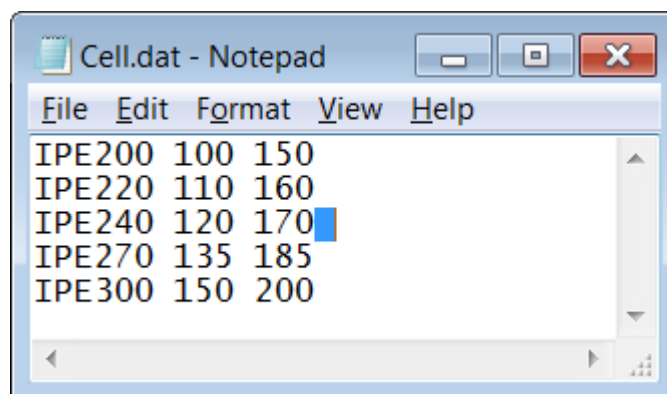 Cell.dat - Notepad
File Edit Format View Help
IPE200 100 150
IPE220 110 160
IPE240 120 170
IPE270 135 185
IPE300 150 200